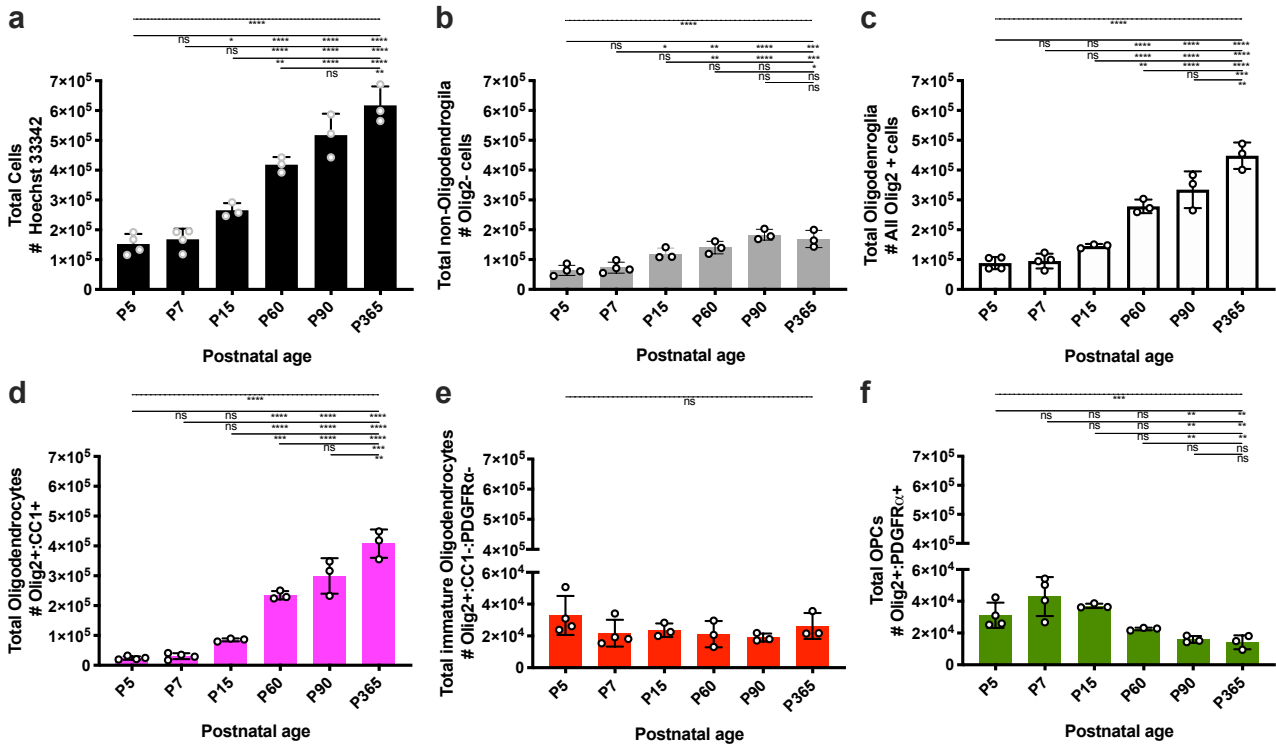 a
****
ns * **** **** ****
ns **** **** ****
** **** ****
ns **
Total Cells
# Hoechst 33342
7×10⁵
6×10⁵
5×10⁵
4×10⁵
3×10⁵
2×10⁵
1×10⁵
0
P5 P7 P15 P60 P90 P365
Postnatal age
b
****
ns * ** **** ***
ns ** **** ***
ns ns *
ns ns
ns
Total non-Oligodendrogila
# Olig2- cells
7×10⁵
6×10⁵
5×10⁵
4×10⁵
3×10⁵
2×10⁵
1×10⁵
0
P5 P7 P15 P60 P90 P365
Postnatal age
c
****
ns ns **** **** ****
ns **** **** ****
** **** ****
ns ***
**
Total Oligodenroglia
# All Olig2 + cells
7×10⁵
6×10⁵
5×10⁵
4×10⁵
3×10⁵
2×10⁵
1×10⁵
0
P5 P7 P15 P60 P90 P365
Postnatal age
d
****
ns ns **** **** ****
ns **** **** ****
*** **** ****
ns ***
**
Total Oligodendrocytes
# Olig2+:CC1+
7×10⁵
6×10⁵
5×10⁵
4×10⁵
3×10⁵
2×10⁵
1×10⁵
0
P5 P7 P15 P60 P90 P365
Postnatal age
e
ns
Total immature Oligodendrocytes
# Olig2+:CC1-:PDGFRα-
7×10⁵
6×10⁵
5×10⁵
4×10⁵
6×10⁴
4×10⁴
2×10⁴
0
P5 P7 P15 P60 P90 P365
Postnatal age
f
***
ns ns ns ** **
ns ns ** **
ns ** **
ns ns
ns
Total OPCs
# Olig2+:PDGFRα+
7×10⁵
6×10⁵
5×10⁵
4×10⁵
6×10⁴
4×10⁴
2×10⁴
0
P5 P7 P15 P60 P90 P365
Postnatal age